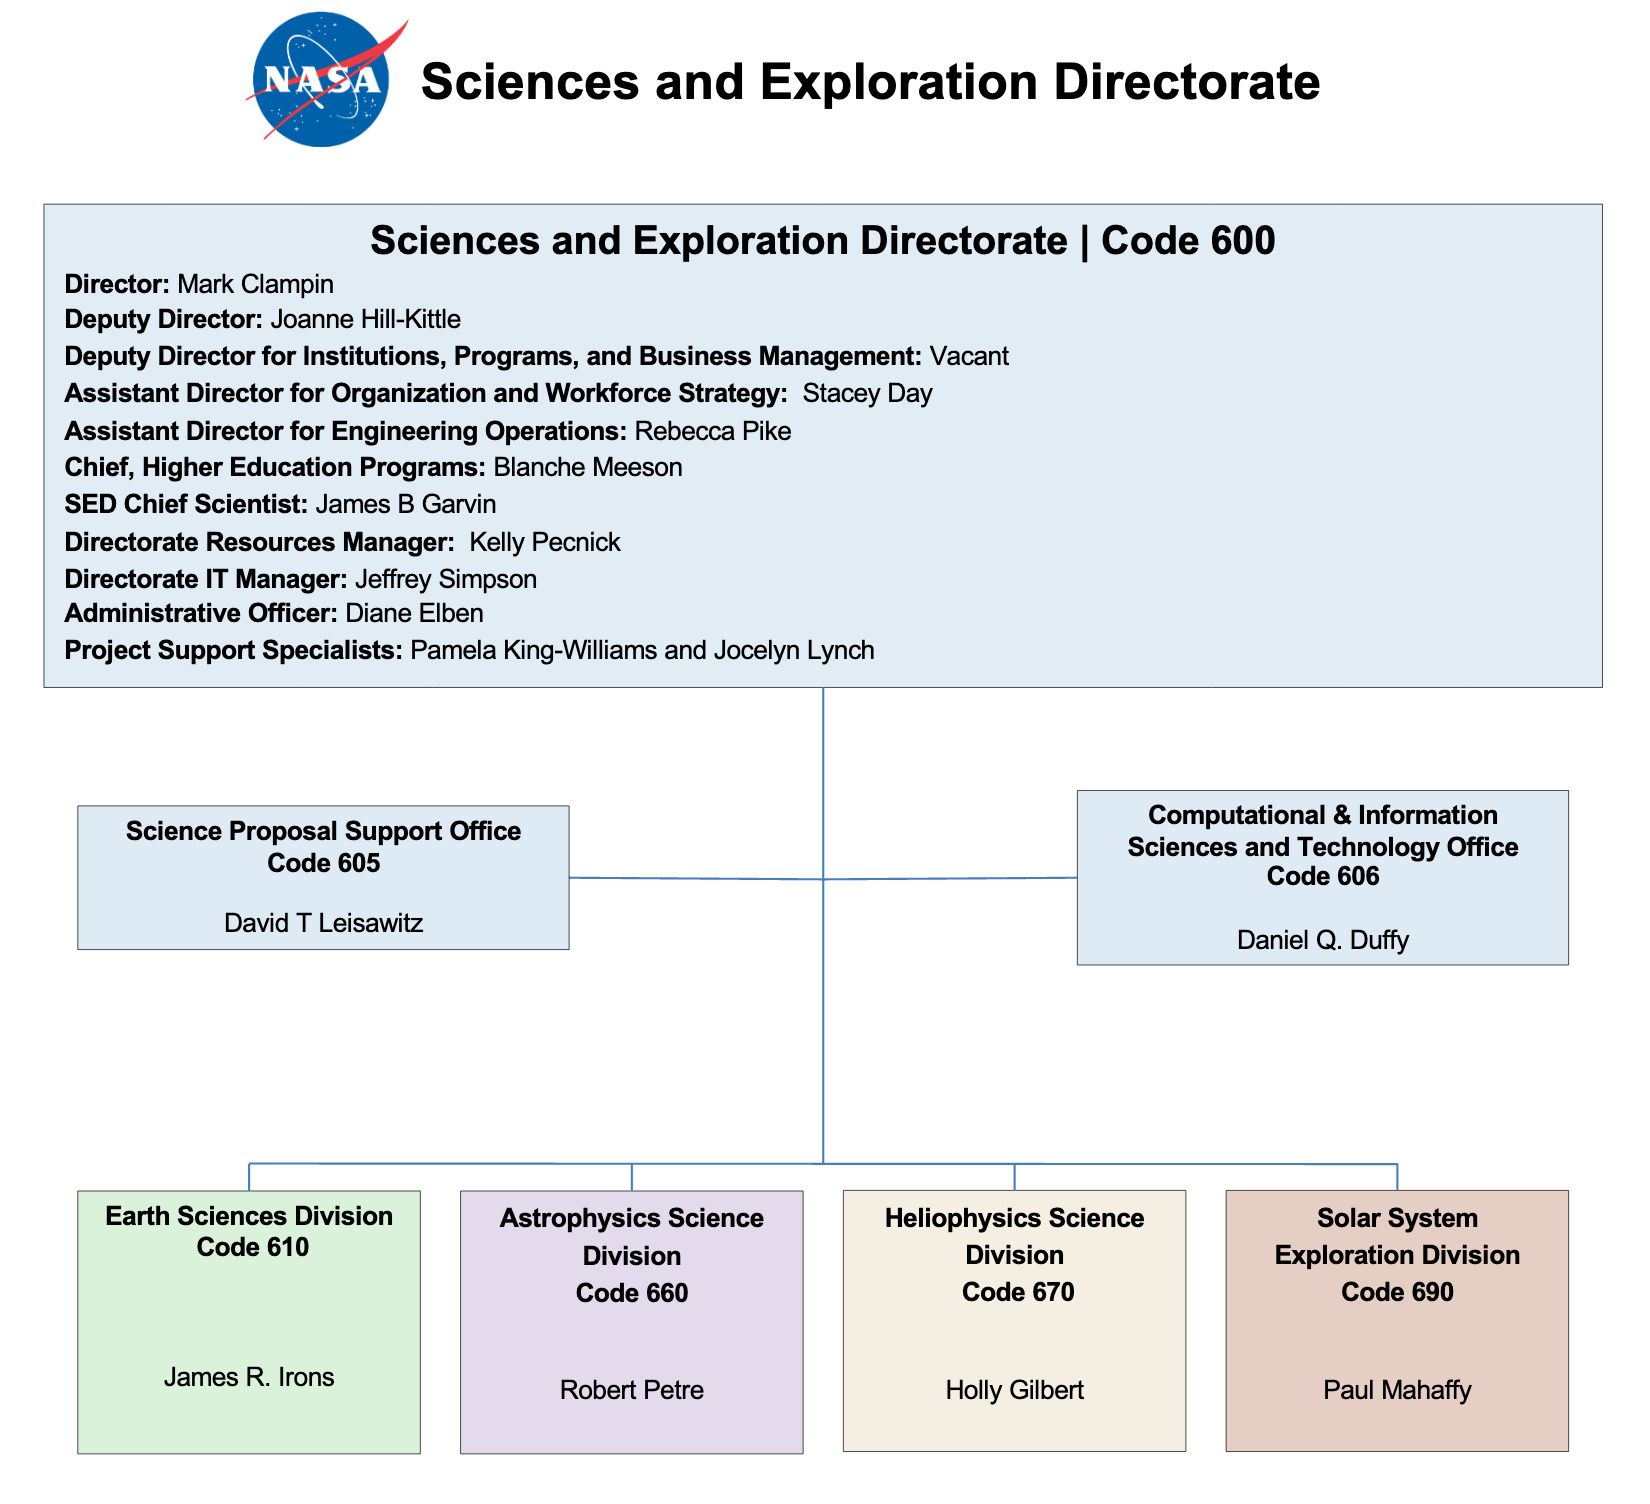 NASA
Sciences and Exploration Directorate
Sciences and Exploration Directorate | Code 600
Director: Mark Clampin
Deputy Director: Joanne Hill-Kittle
Deputy Director for Institutions, Programs, and Business Management: Vacant
Assistant Director for Organization and Workforce Strategy:  Stacey Day
Assistant Director for Engineering Operations: Rebecca Pike
Chief, Higher Education Programs: Blanche Meeson
SED Chief Scientist: James B Garvin
Directorate Resources Manager:  Kelly Pecnick
Directorate IT Manager: Jeffrey Simpson
Administrative Officer: Diane Elben
Project Support Specialists: Pamela King-Williams and Jocelyn Lynch
Science Proposal Support Office
Code 605
David T Leisawitz
Computational & Information
Sciences and Technology Office
Code 606
Daniel Q. Duffy
Earth Sciences Division
Code 610
James R. Irons
Astrophysics Science
Division
Code 660
Robert Petre
Heliophysics Science
Division
Code 670
Holly Gilbert
Solar System
Exploration Division
Code 690
Paul Mahaffy